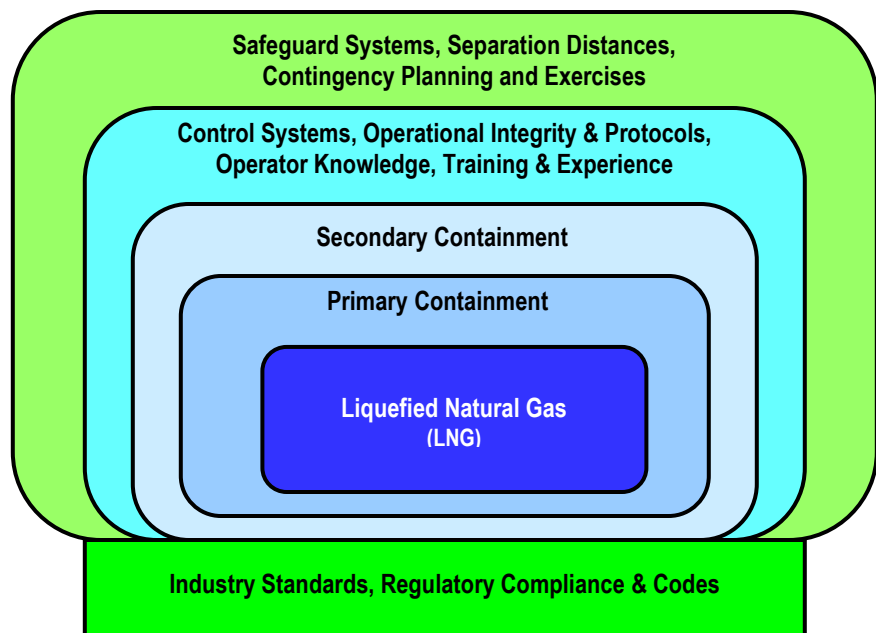 Safeguard Systems, Separation Distances,
Contingency Planning and Exercises
Control Systems, Operational Integrity & Protocols,
Operator Knowledge, Training & Experience
Secondary Containment
Primary Containment
Liquefied Natural Gas
(LNG)
Industry Standards, Regulatory Compliance & Codes